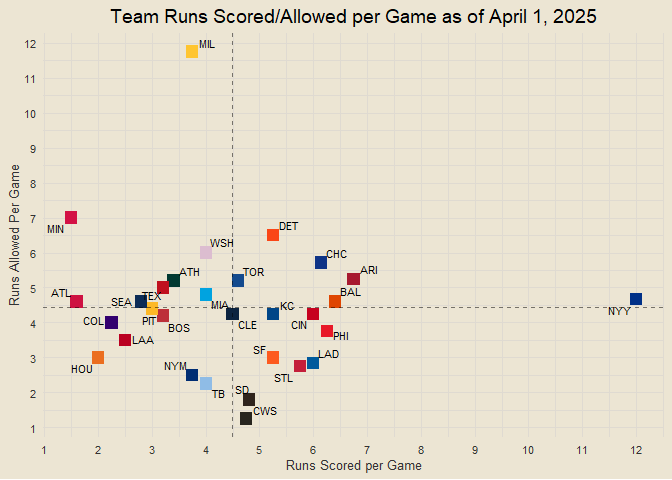 Team Runs Scored/Allowed per Game as of April 1, 2025
12
MIL
11
10
9
8
7
MIN
DET
6
WSH
CHC
ATH
TOR
ARI
5
ATL
SEA
TEX
MIA
KC
BAL
NYY
4
COL
PIT
BOS
CLE
CIN
PHI
LAA
3
HOU
NYM
SF
LAD
STL
2
TB
SD
CWS
1
1 2 3 4 5 6 7 8 9 10 11 12
Runs Scored per Game
Runs Allowed Per Game